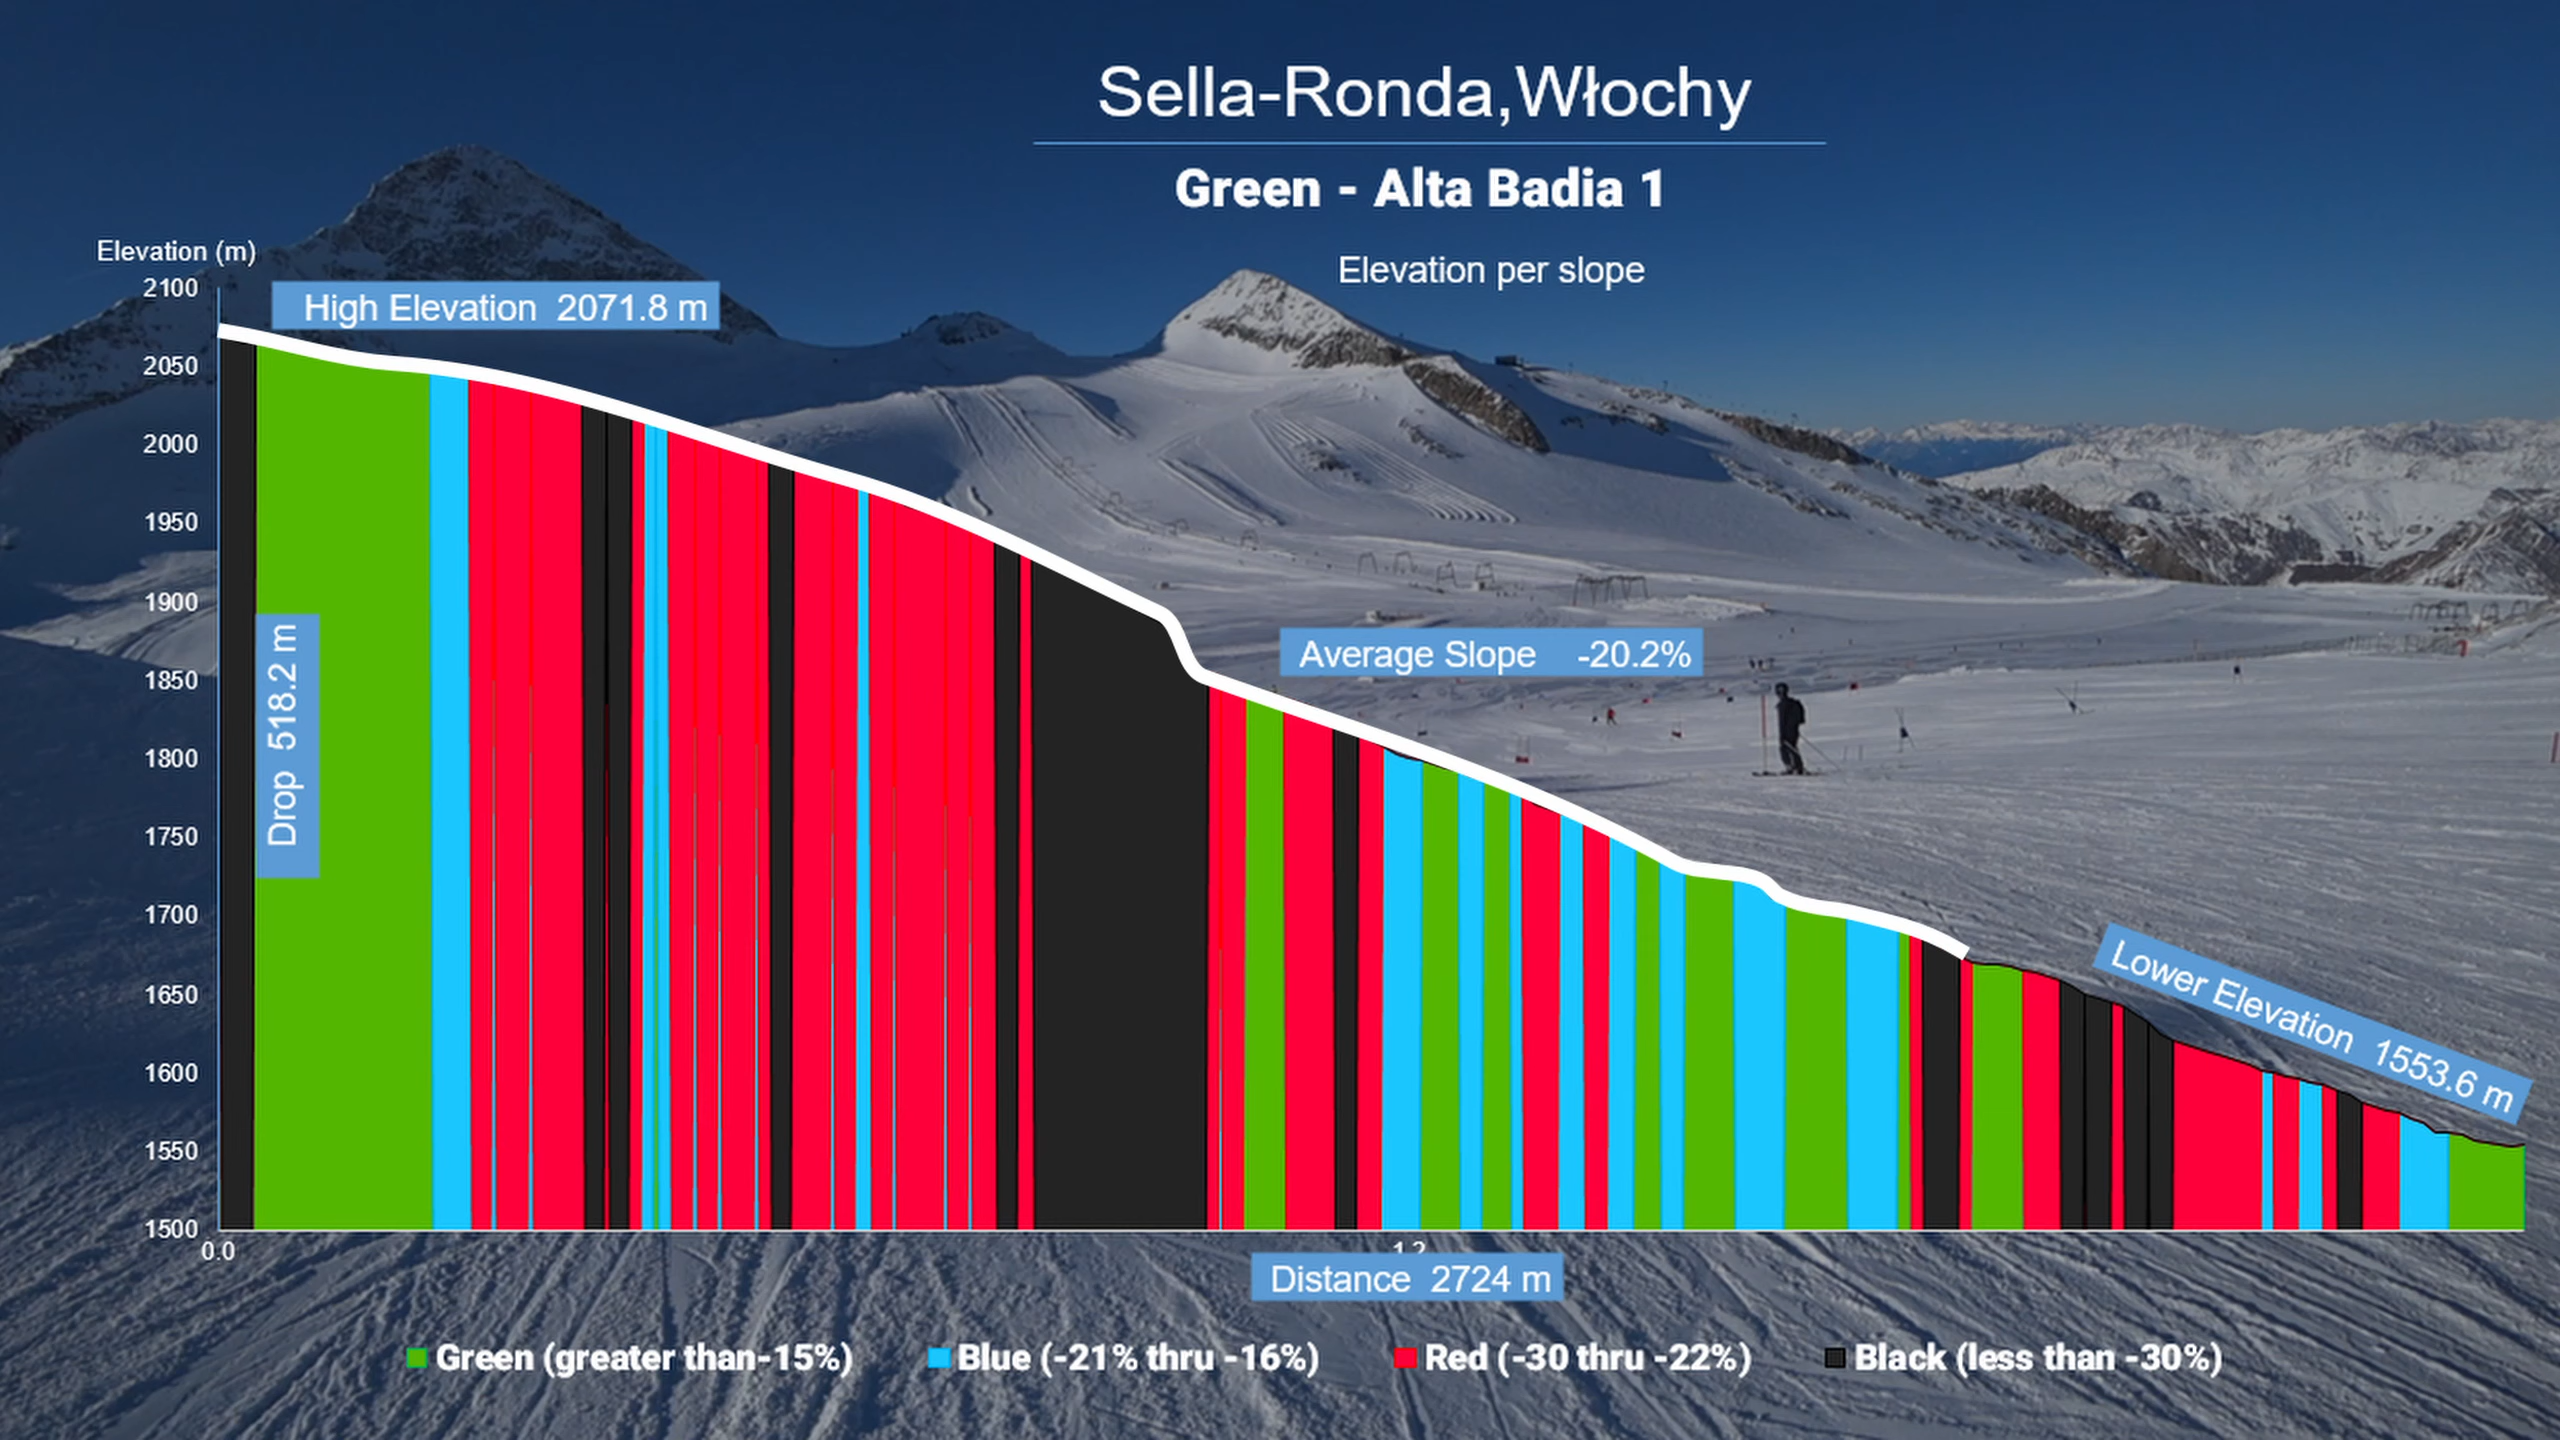 Sella-Ronda,Włochy
Green - Alta Badia 1
Elevation per slope
Elevation (m)
2100
2050
2000
1950
1900
1850
1800
1750
1700
1650
1600
1550
1500
High Elevation 2071.8 m
Drop 518.2 m
Average Slope -20.2%
Lower Elevation 1553.6 m
0.0
1.2
Distance 2724 m
Green (greater than-15%)
Blue (-21% thru -16%)
Red (-30 thru -22%)
Black (less than -30%)